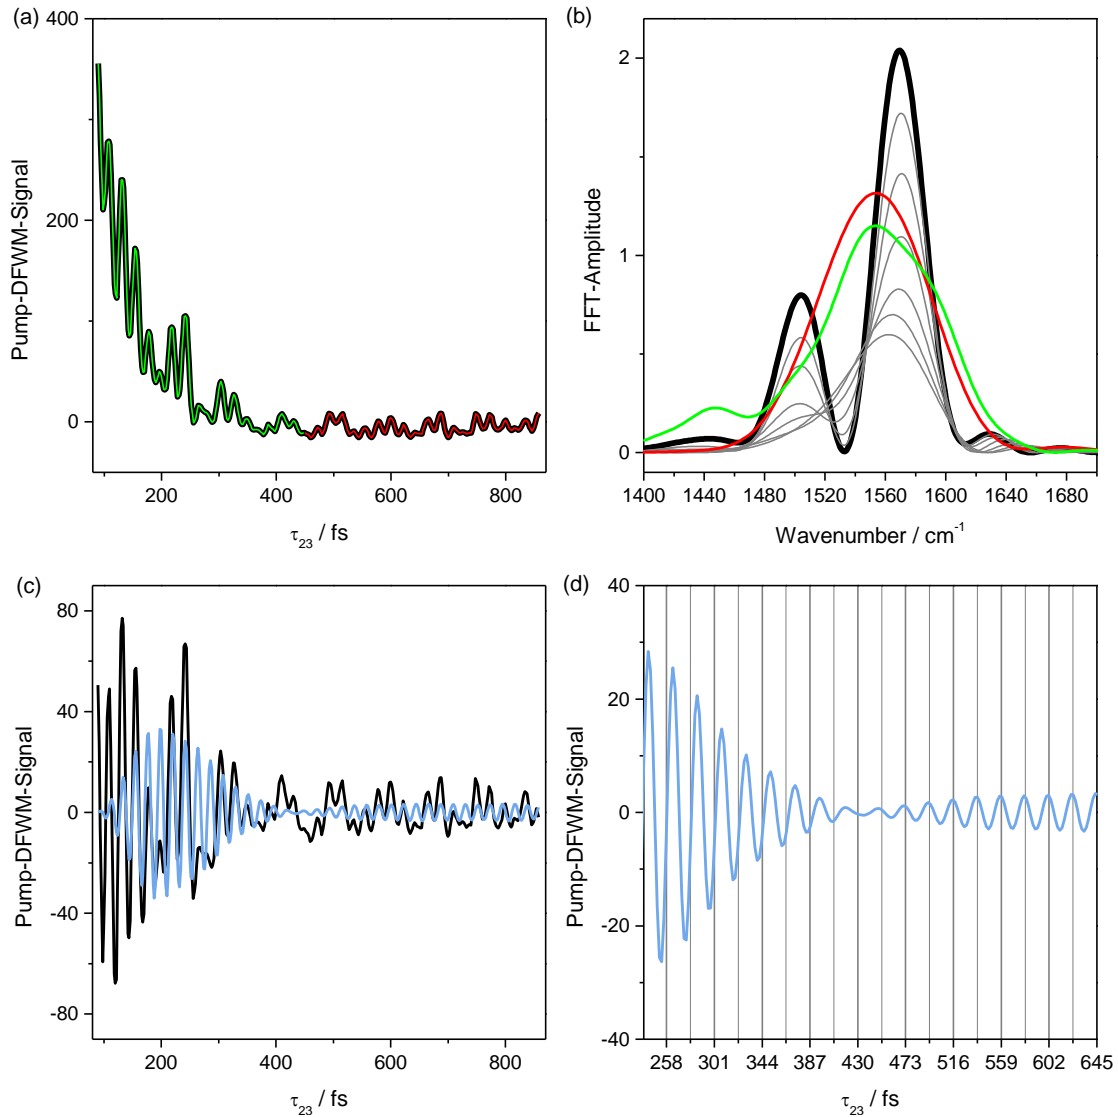 (a)
400
200
0
Pump-DFWM-Signal
200 400 600 800
τ23 / fs
(b)
2
1
0
FFT-Amplitude
1400 1440 1480 1520 1560 1600 1640 1680
Wavenumber / cm-1
(c)
80
40
0
-40
-80
Pump-DFWM-Signal
200 400 600 800
τ23 / fs
(d)
40
20
0
-20
-40
Pump-DFWM-Signal
258 301 344 387 430 473 516 559 602 645
τ23 / fs